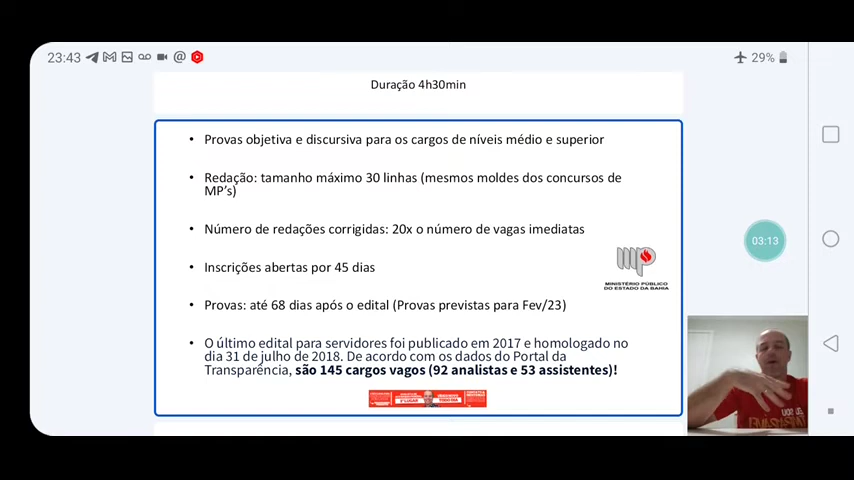 23:43
29%
Duração 4h30min
• Provas objetiva e discursiva para os cargos de níveis médio e superior
• Redação: tamanho máximo 30 linhas (mesmos moldes dos concursos de
MP's)
• Número de redações corrigidas: 20x o número de vagas imediatas
• Inscrições abertas por 45 dias
MINISTÉRIO PÚBLICO
DO ESTADO DA BAHIA
03:13
• Provas: até 68 dias após o edital (Provas previstas para Fev/23)
• O último edital para servidores foi publicado em 2017 e homologado no
dia 31 de julho de 2018. De acordo com os dados do Portal da
Transparência, são 145 cargos vagos (92 analistas e 53 assistentes)!